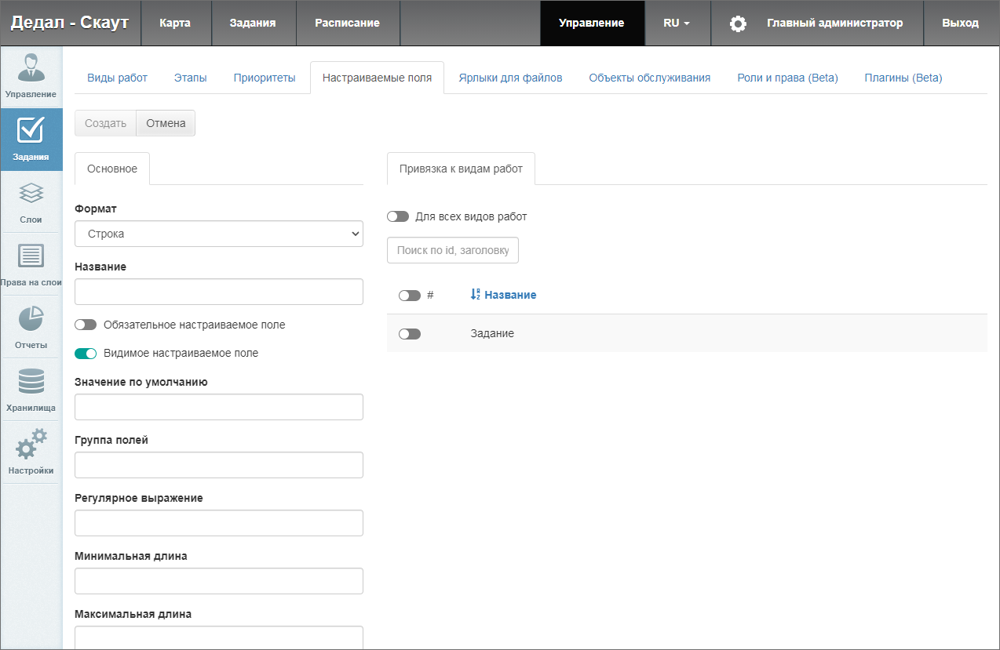 Дедал - Скаут Карта Задания Расписание Управление RU Главный администратор Выход
Управление
Задания
Слои
Права на слои
Отчеты
Хранилища
Настройки
Виды работ Этапы Приоритеты Настраиваемые поля Ярлыки для файлов Объекты обслуживания Роли и права (Beta) Плагины (Beta)
Создать Отмена
Основное
Формат
Строка
Название
Обязательное настраиваемое поле
Видимое настраиваемое поле
Значение по умолчанию
Группа полей
Регулярное выражение
Минимальная длина
Максимальная длина
Привязка к видам работ
Для всех видов работ
Поиск по id, заголовку
# Название
Задание